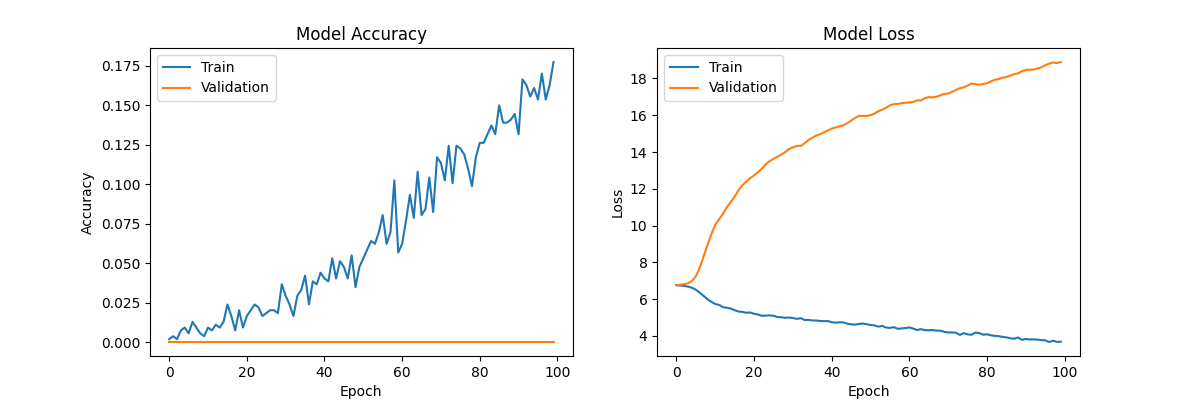 Model Accuracy
Train
Validation
0.175
0.150
0.125
0.100
0.075
0.050
0.025
0.000
Accuracy
0
20
40
60
80
100
Epoch
Model Loss
Train
Validation
18
16
14
12
10
8
6
4
Loss
0
20
40
60
80
100
Epoch